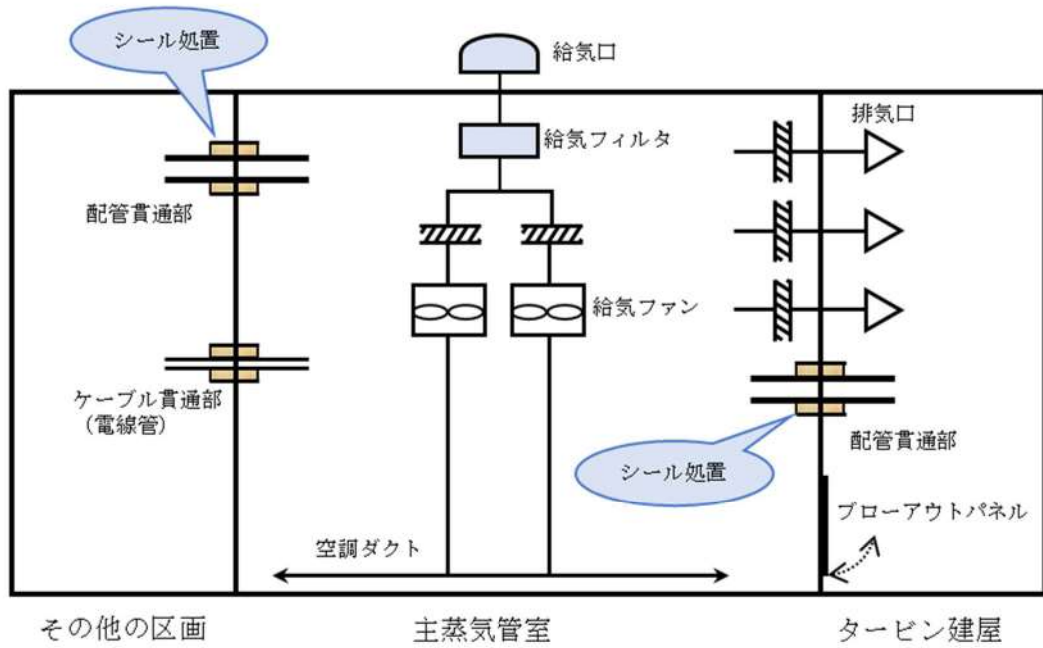 シール処置
給気口
排気口
給気フィルタ
配管貫通部
給気ファン
ケーブル貫通部
(電線管)
配管貫通部
シール処置
ブローアウトパネル
空調ダクト
その他の区画
主蒸気管室
タービン建屋